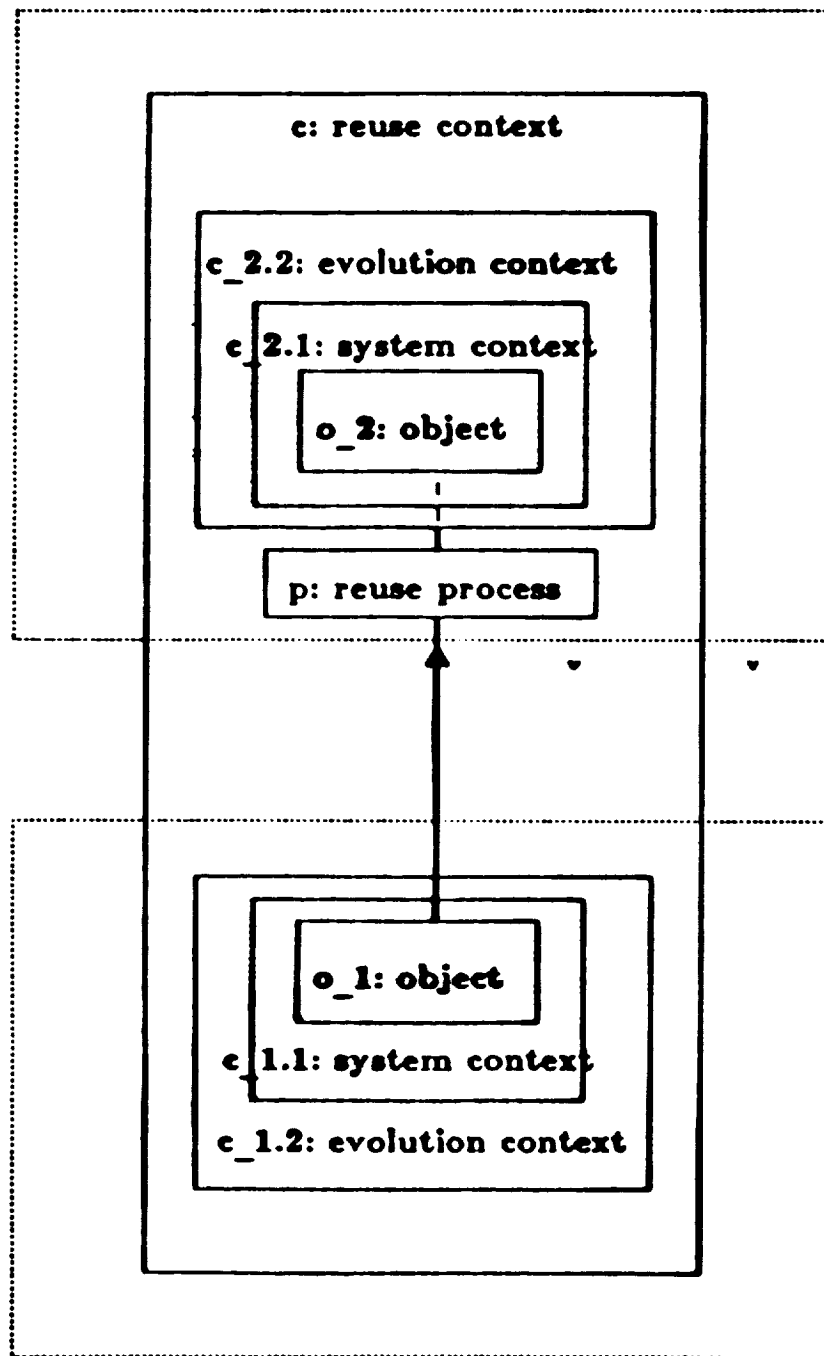 c: reuse context
c_2.2: evolution context
c_2.1: system context
o_2: object
p: reuse process
o_1: object
c_1.1: system context
c_1.2: evolution context